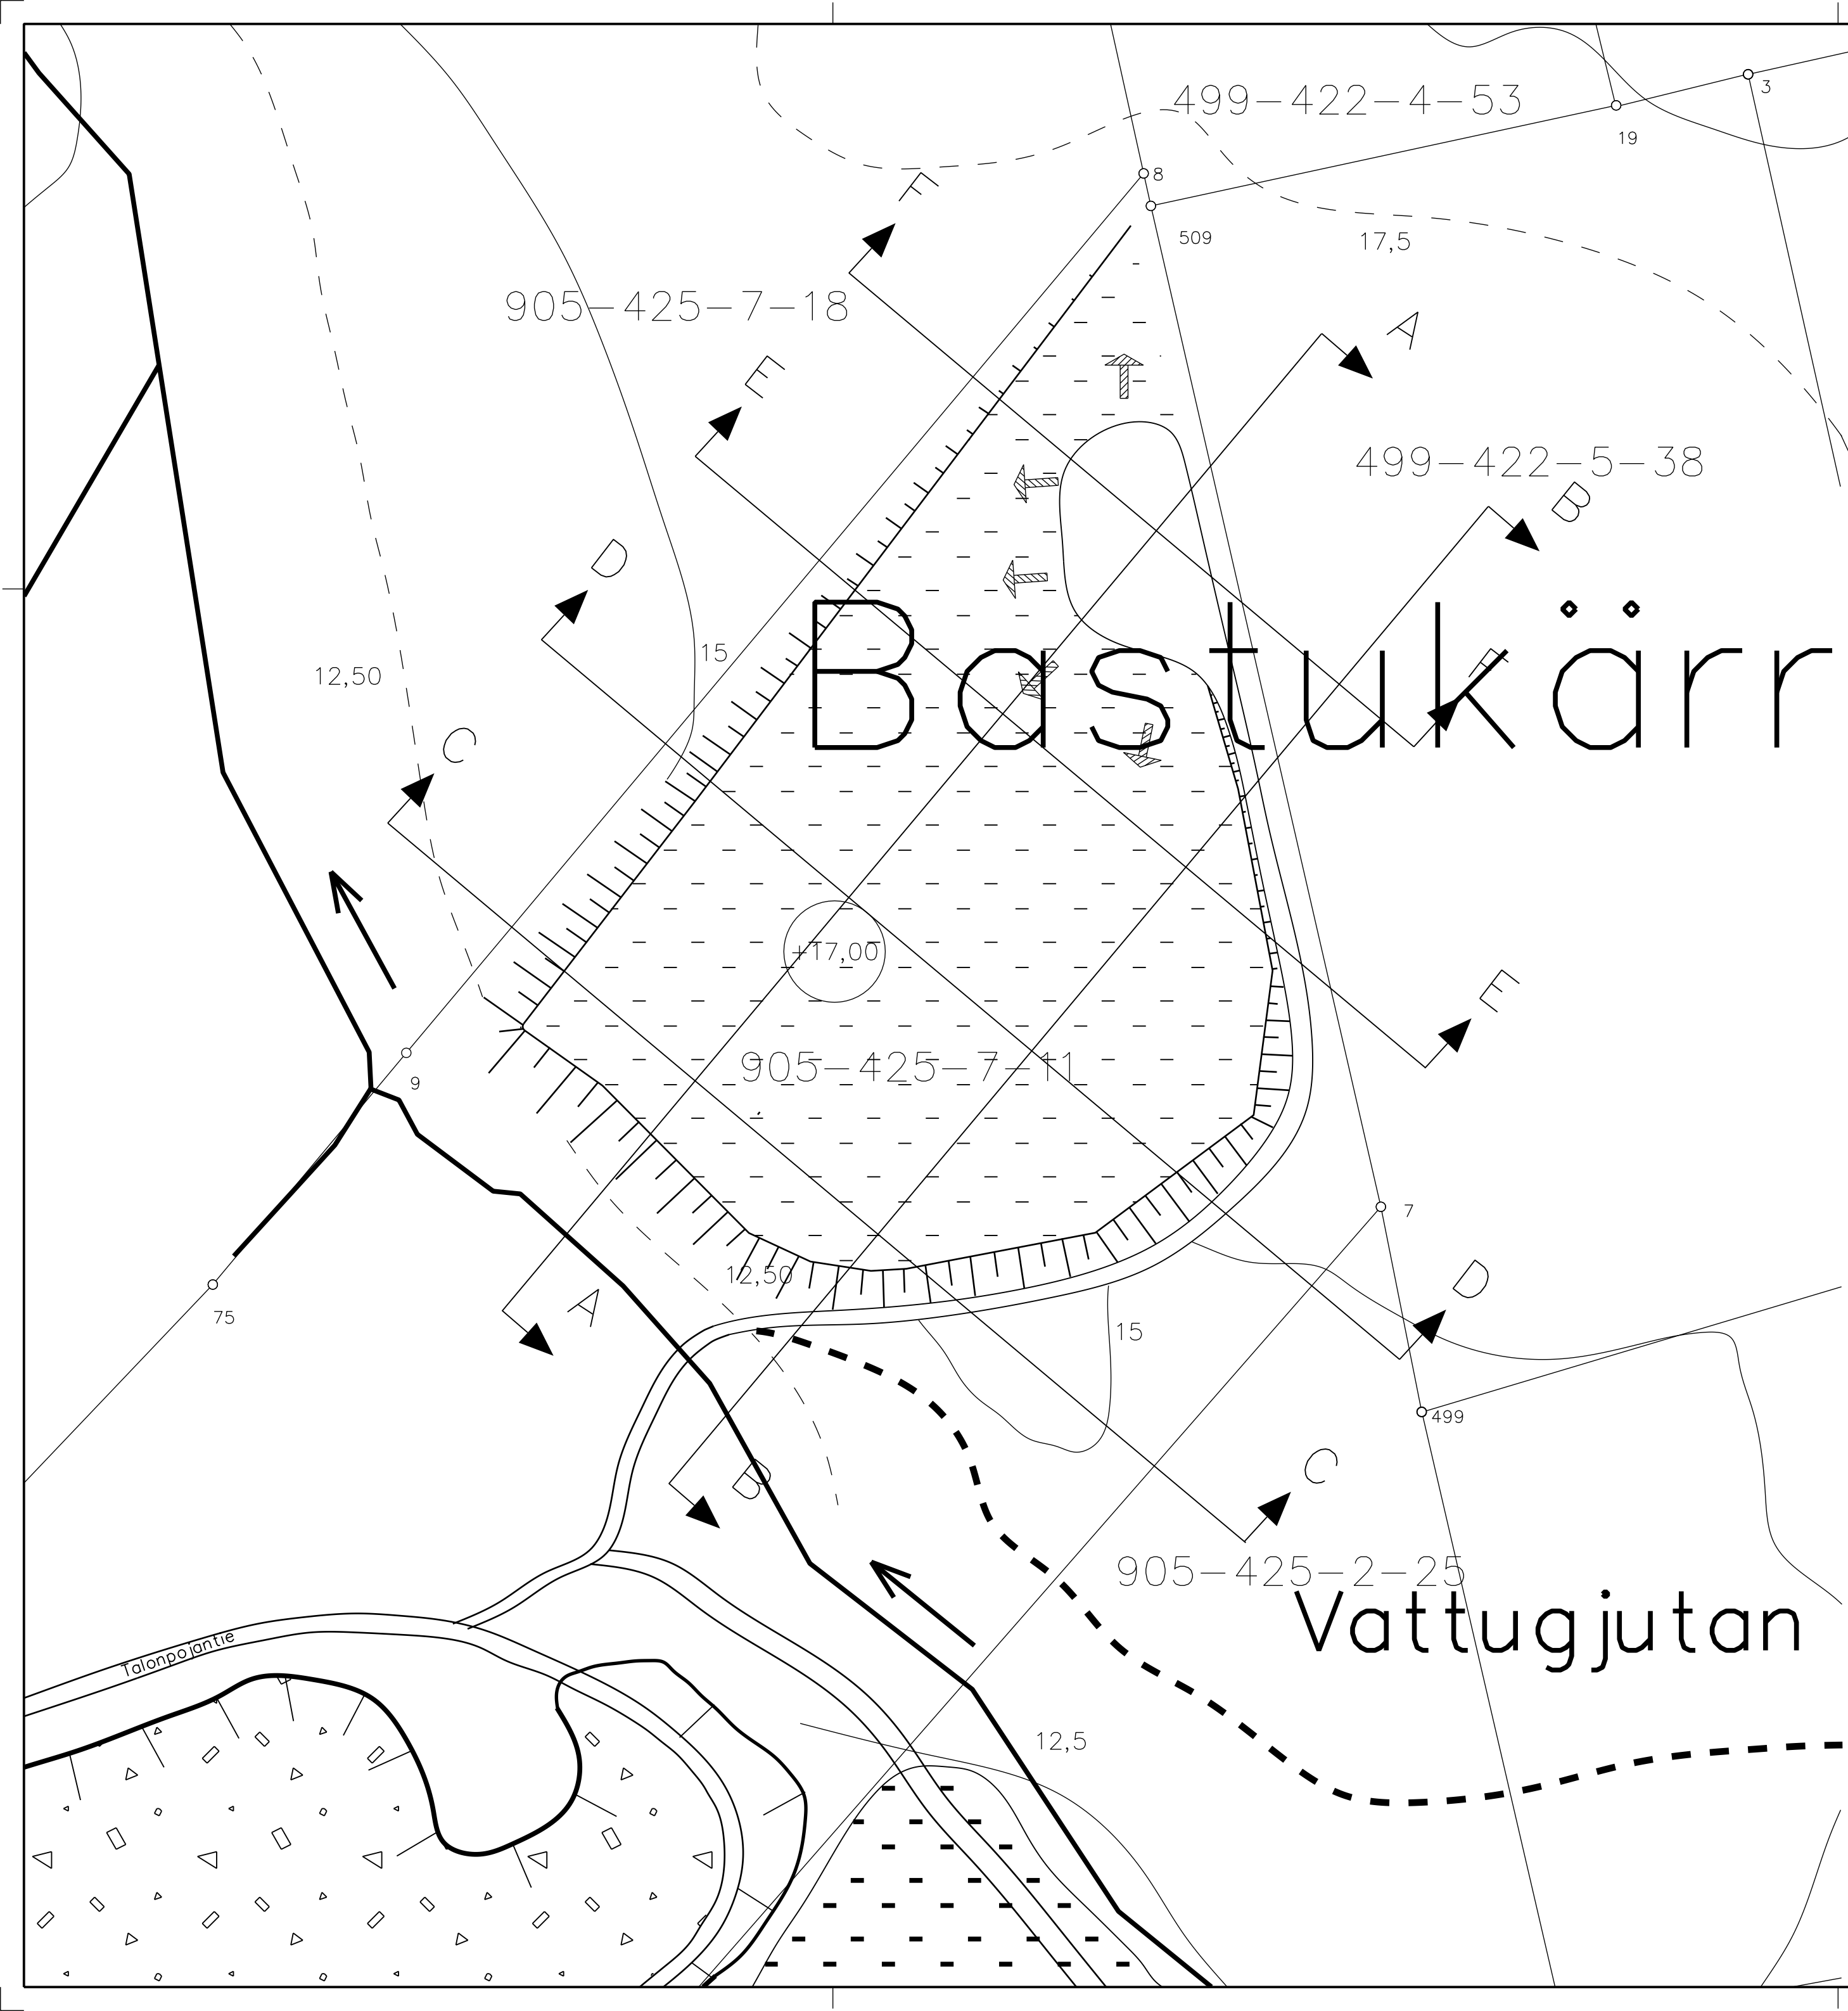 499-422-4-53
3
19
8
F
509
17,5
905-425-7-18
A
E
499-422-5-38
B
D
15
12,50
Bastukärr
F
C
+17,00
E
905-425-7-11
9
7
12,50
D
75
A
15
499
B
C
905-425-2-25
Vattugjutan
Talonpojantie
12,5